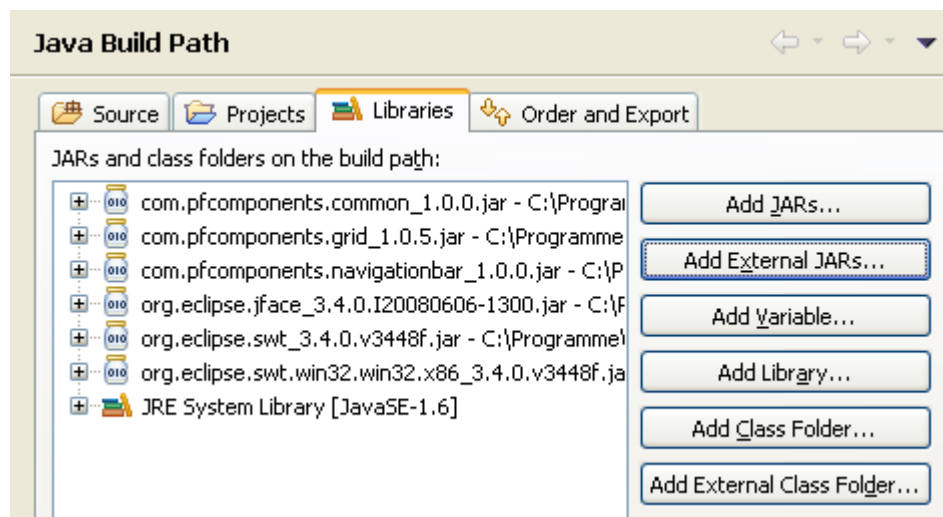 Java Build Path
Source Projects Libraries Order and Export
JARs and class folders on the build path:
com.pfcomponents.common_1.0.0.jar - C:\Prograı
com.pfcomponents.grid_1.0.5.jar - C:\Programme
com.pfcomponents.navigationbar_1.0.0.jar - C:\P
org.eclipse.jface_3.4.0.I20080606-1300.jar - C:\P
org.eclipse.swt_3.4.0.v3448f.jar - C:\Programme\
org.eclipse.swt.win32.win32.x86_3.4.0.v3448f.ja
JRE System Library [JavaSE-1.6]
Add JARs...
Add External JARs...
Add Variable...
Add Library...
Add Class Folder...
Add External Class Folder...